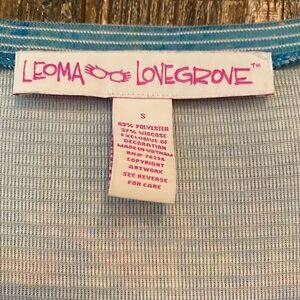 LEOMA LOVEGROVE™
S
63% POLYESTER
37% VISCOSE
EXCLUSIVE OF
DECORATION
MADE IN VIETNAM
RN# 76238
COPYRIGHT
ARTWORK
SEE REVERSE
FOR CARE